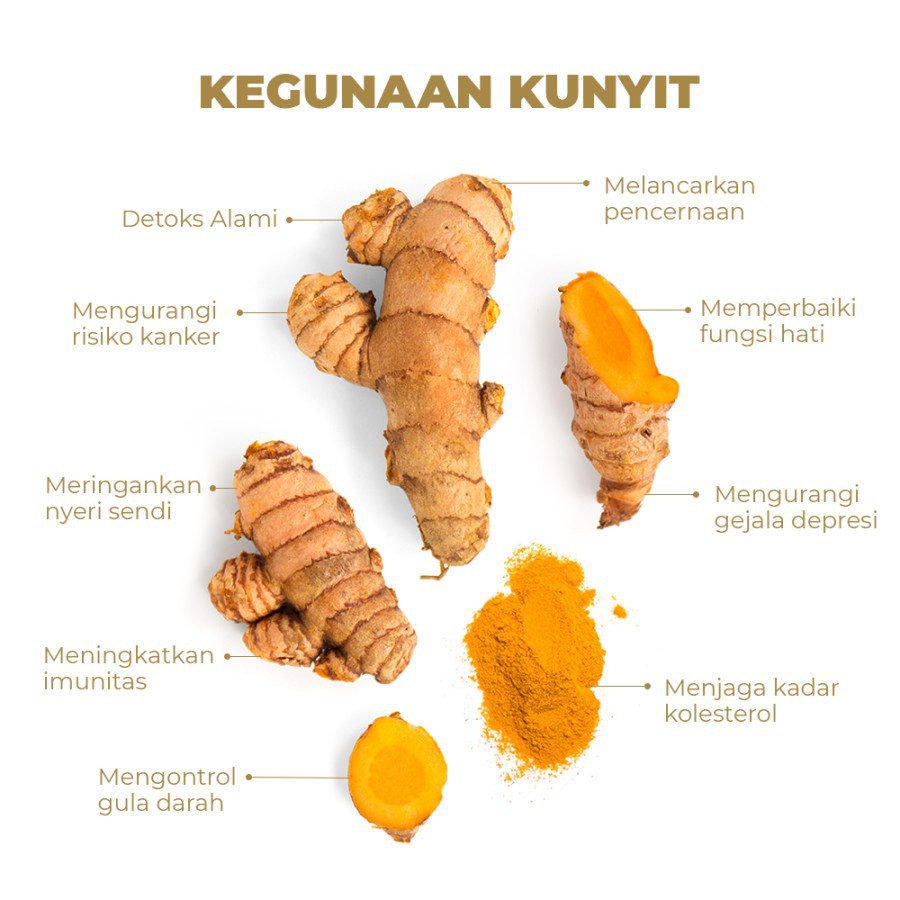 KEGUNAAN KUNYIT
Detoks Alami
Melancarkan
pencernaan
Mengurangi
risiko kanker
Memperbaiki
fungsi hati
Meringankan
nyeri sendi
Mengurangi
gejala depresi
Meningkatkan
imunitas
Menjaga kadar
kolesterol
Mengontrol
gula darah